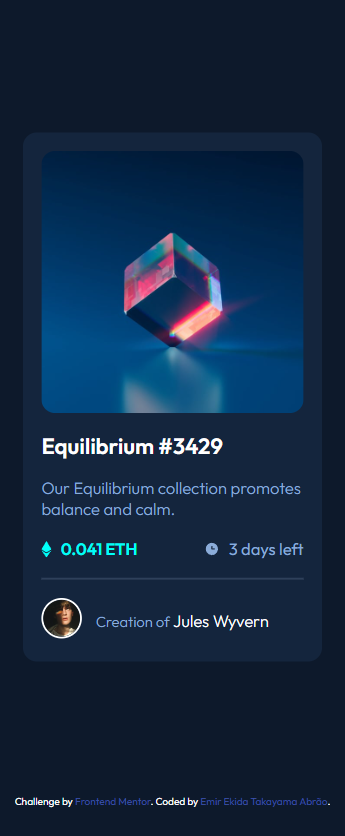 Equilibrium #3429
Our Equilibrium collection promotes
balance and calm.
0.041 ETH 3 days left
Creation of Jules Wyvern
Challenge by Frontend Mentor. Coded by Emir Ekida Takayama Abrão.